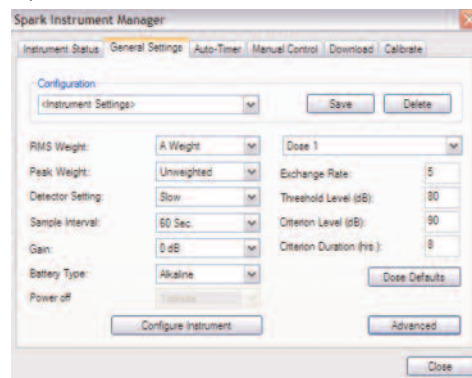 Spark Instrument Manager
Instrument Status General Settings Auto-Timer Manual Control Download Calibrate
Configuration
<Instrument Settings> Save Delete
RMS Weight: A Weight Dose 1
Peak Weight: Unweighted Exchange Rate: 5
Detector Setting: Slow Threshold Level (dB): 80
Sample Interval: 60 Sec. Criterion Level (dB): 90
Gain: 0 dB Criterion Duration (hrs.): 8
Battery Type: Alkaline Dose Defaults
Power off
Configure Instrument Advanced
Close